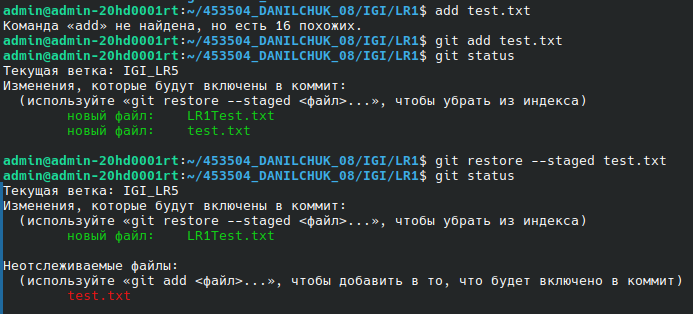 admin@admin-20hd0001rt:~/453504_DANILCHUK_08/IGI/LR1$ add test.txt
Команда «add» не найдена, но есть 16 похожих.
admin@admin-20hd0001rt:~/453504_DANILCHUK_08/IGI/LR1$ git add test.txt
admin@admin-20hd0001rt:~/453504_DANILCHUK_08/IGI/LR1$ git status
Текущая ветка: IGI_LR5
Изменения, которые будут включены в коммит:
  (используйте «git restore --staged <файл>...», чтобы убрать из индекса)
        новый файл:    LR1Test.txt
        новый файл:    test.txt

admin@admin-20hd0001rt:~/453504_DANILCHUK_08/IGI/LR1$ git restore --staged test.txt
admin@admin-20hd0001rt:~/453504_DANILCHUK_08/IGI/LR1$ git status
Текущая ветка: IGI_LR5
Изменения, которые будут включены в коммит:
  (используйте «git restore --staged <файл>...», чтобы убрать из индекса)
        новый файл:    LR1Test.txt

Неотслеживаемые файлы:
  (используйте «git add <файл>...», чтобы добавить в то, что будет включено в коммит)
        test.txt